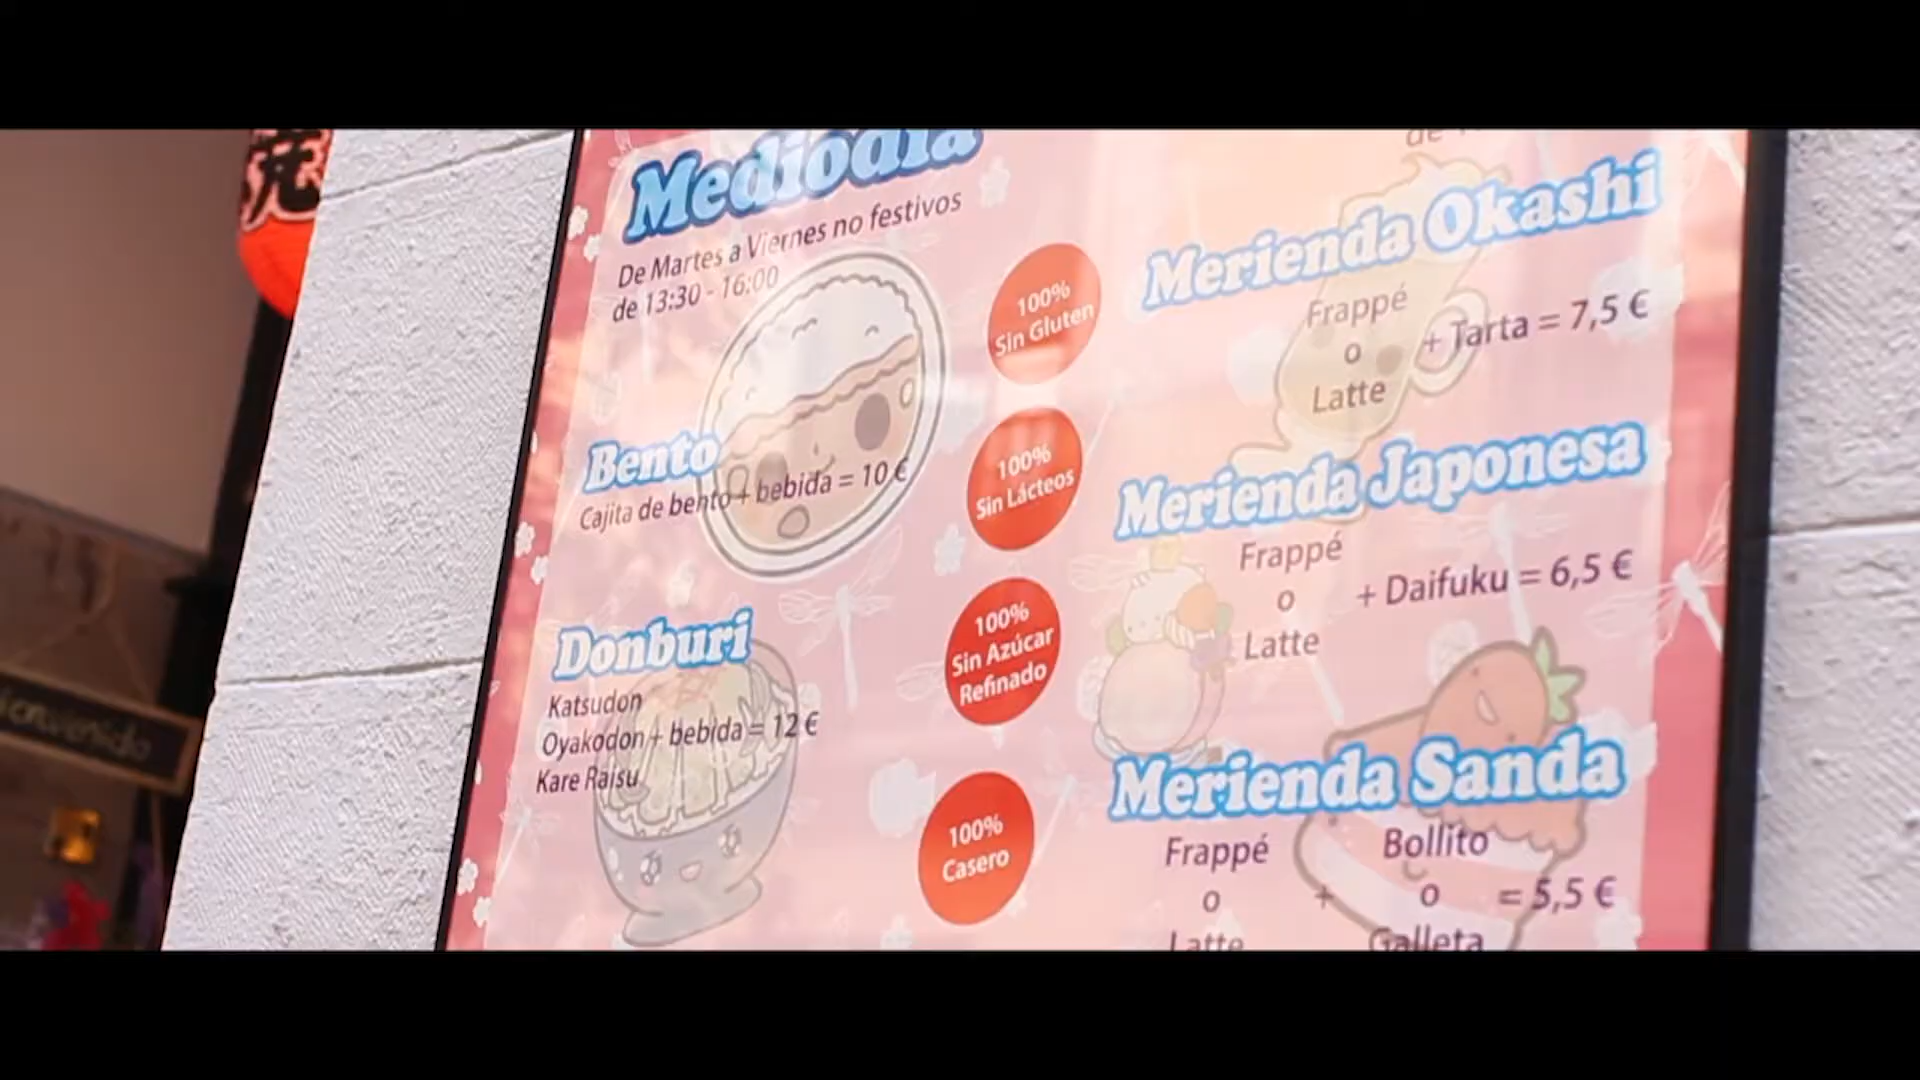 Mediodía
De Martes a Viernes no festivos
de 13:30 - 16:00
Bento
Cajita de bento + bebida = 10 €
Donburi
Katsudon
Oyakodon + bebida = 12 €
Kare Raisu
100%
Sin Gluten
100%
Sin Lácteos
100%
Sin Azúcar
Refinado
100%
Casero
de
Merienda Okashi
Frappé
o
Latte
+ Tarta = 7,5 €
Merienda Japonesa
Frappé
o
Latte
+ Daifuku = 6,5 €
Merienda Sanda
Frappé
o
Latte
+
Bollito
o
Galleta
= 5,5 €